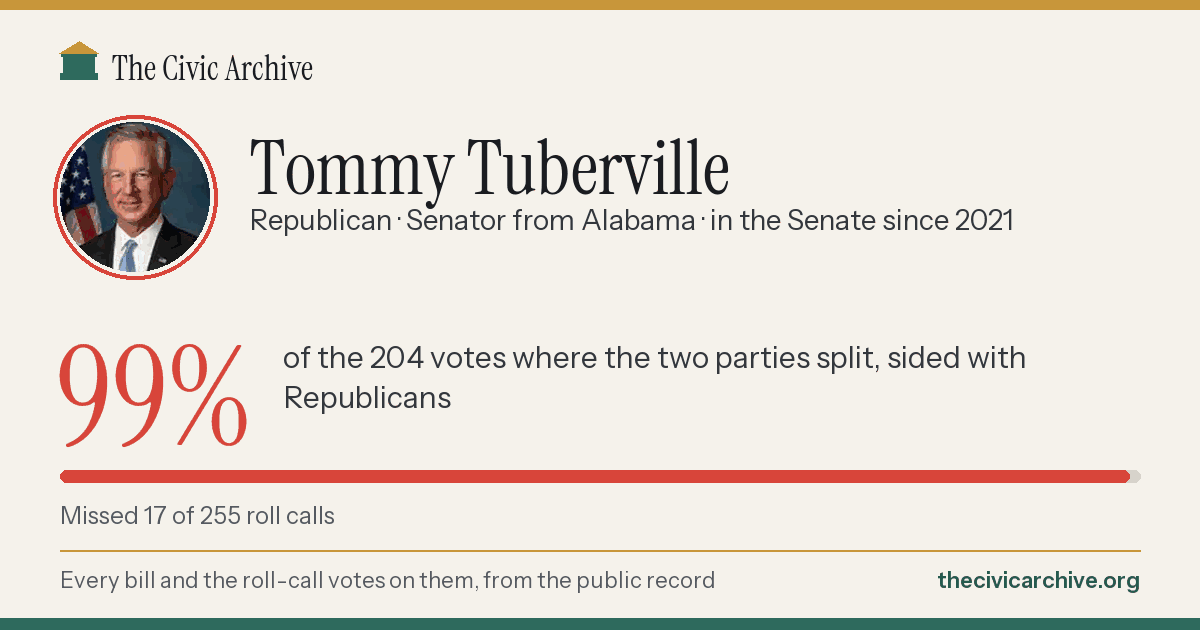 The Civic Archive
Tommy Tuberville
Republican · Senator from Alabama · in the Senate since 2021
99%
of the 204 votes where the two parties split, sided with
Republicans
Missed 17 of 255 roll calls
Every bill and the roll-call votes on them, from the public record
thecivicarchive.org